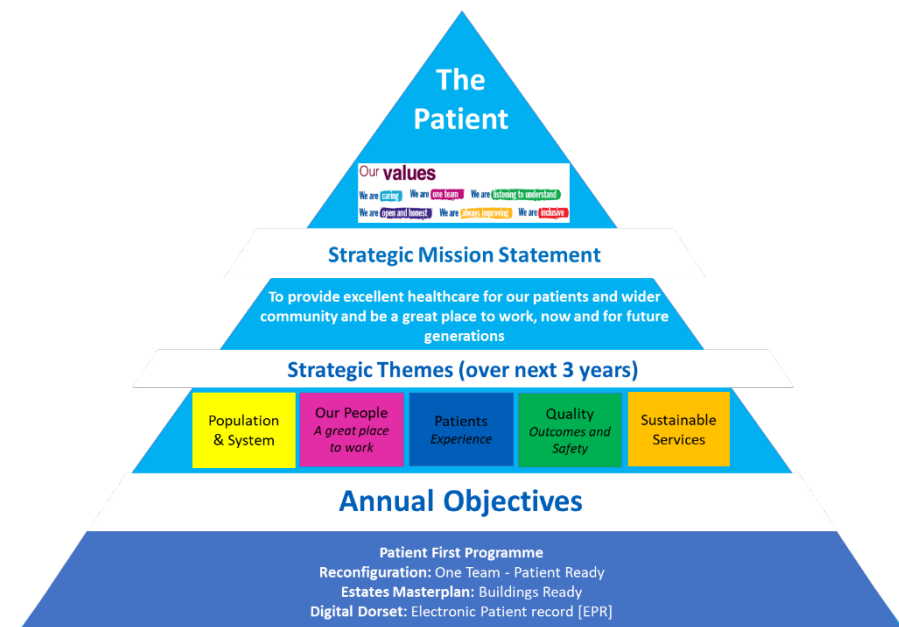 The
Patient
Our values
We are caring We are one team We are listening to understand
We are open and honest We are always improving We are inclusive
Strategic Mission Statement
To provide excellent healthcare for our patients and wider
community and be a great place to work, now and for future
generations
Strategic Themes (over next 3 years)
Population
& System
Our People
A great place
to work
Patients
Experience
Quality
Outcomes and
Safety
Sustainable
Services
Annual Objectives
Patient First Programme
Reconfiguration: One Team - Patient Ready
Estates Masterplan: Buildings Ready
Digital Dorset: Electronic Patient record [EPR]